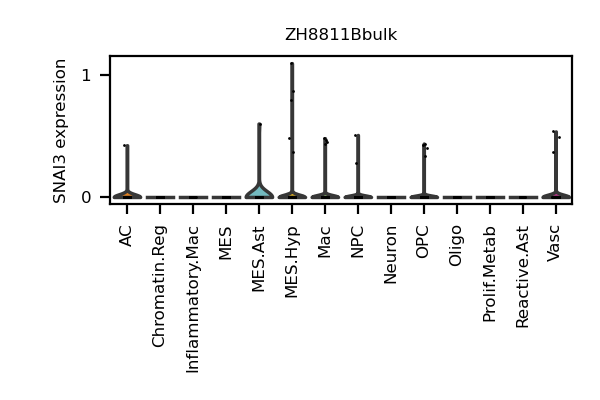 ZH8811Bbulk
SNAI3 expression
1
0
AC
Chromatin.Reg
Inflammatory.Mac
MES
MES.Ast
MES.Hyp
Mac
NPC
Neuron
OPC
Oligo
Prolif.Metab
Reactive.Ast
Vasc